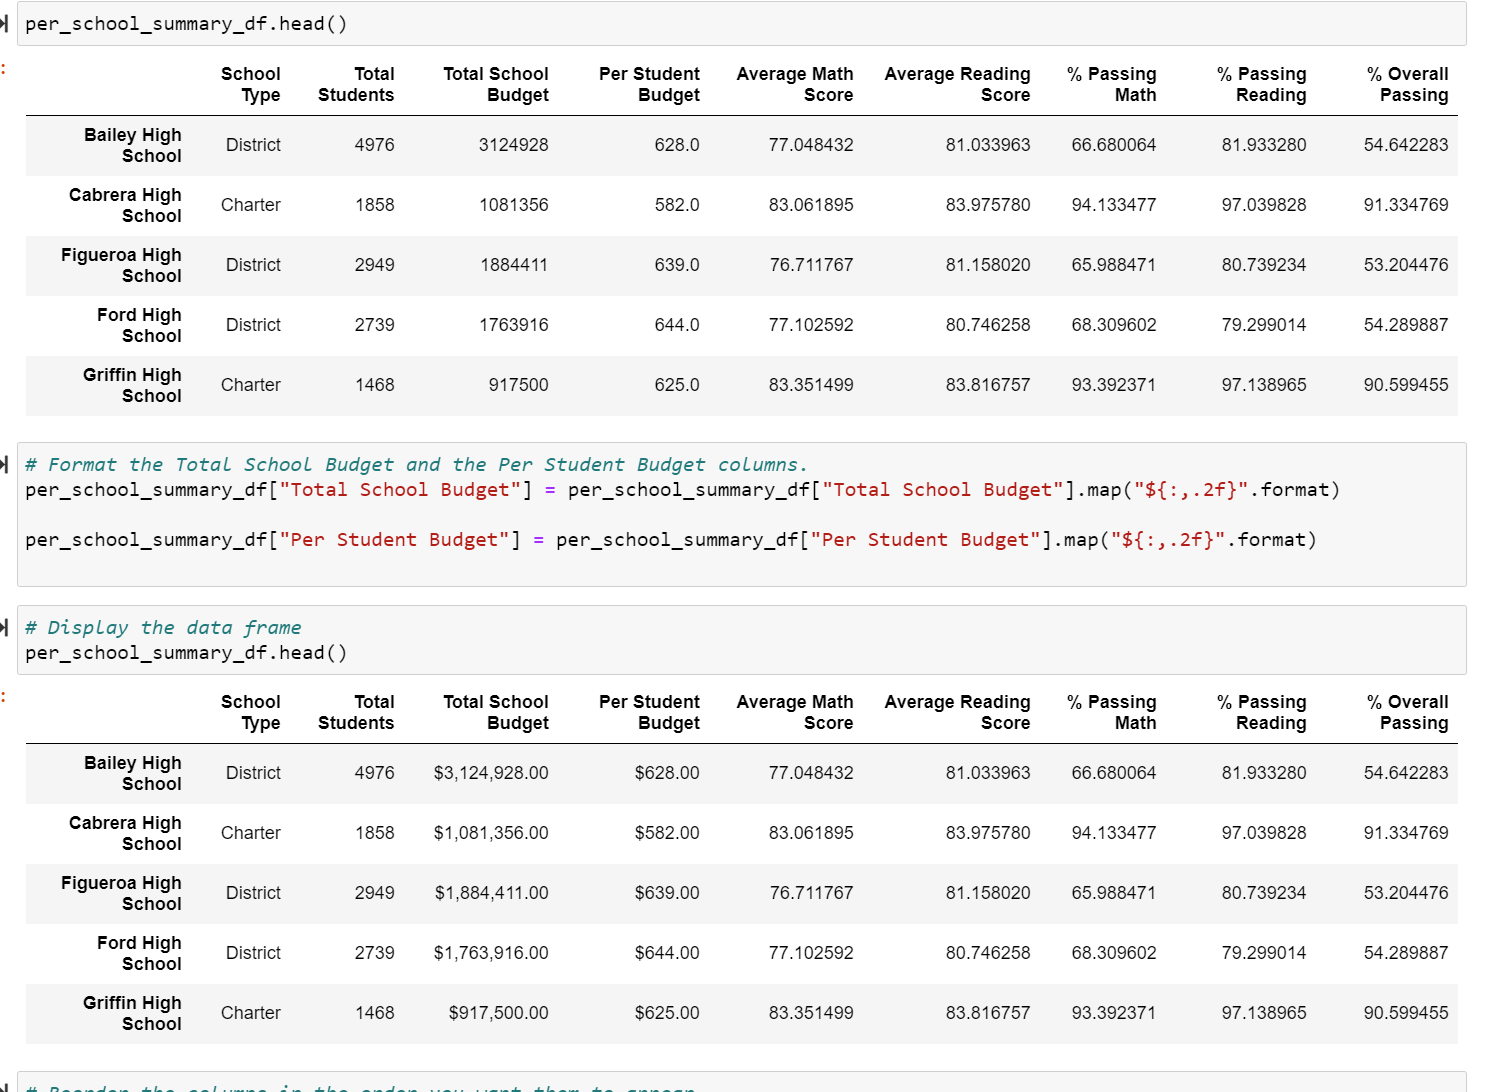 per_school_summary_df.head()
School Type Total Students Total School Budget Per Student Budget Average Math Score Average Reading Score % Passing Math % Passing Reading % Overall Passing
Bailey High School District 4976 3124928 628.0 77.048432 81.033963 66.680064 81.933280 54.642283
Cabrera High School Charter 1858 1081356 582.0 83.061895 83.975780 94.133477 97.039828 91.334769
Figueroa High School District 2949 1884411 639.0 76.711767 81.158020 65.988471 80.739234 53.204476
Ford High School District 2739 1763916 644.0 77.102592 80.746258 68.309602 79.299014 54.289887
Griffin High School Charter 1468 917500 625.0 83.351499 83.816757 93.392371 97.138965 90.599455
# Format the Total School Budget and the Per Student Budget columns.
per_school_summary_df["Total School Budget"] = per_school_summary_df["Total School Budget"].map("${:,.2f}".format)
per_school_summary_df["Per Student Budget"] = per_school_summary_df["Per Student Budget"].map("${:,.2f}".format)
# Display the data frame
per_school_summary_df.head()
School Type Total Students Total School Budget Per Student Budget Average Math Score Average Reading Score % Passing Math % Passing Reading % Overall Passing
Bailey High School District 4976 $3,124,928.00 $628.00 77.048432 81.033963 66.680064 81.933280 54.642283
Cabrera High School Charter 1858 $1,081,356.00 $582.00 83.061895 83.975780 94.133477 97.039828 91.334769
Figueroa High School District 2949 $1,884,411.00 $639.00 76.711767 81.158020 65.988471 80.739234 53.204476
Ford High School District 2739 $1,763,916.00 $644.00 77.102592 80.746258 68.309602 79.299014 54.289887
Griffin High School Charter 1468 $917,500.00 $625.00 83.351499 83.816757 93.392371 97.138965 90.599455
# Reorder the columns in the order you want them to appear.